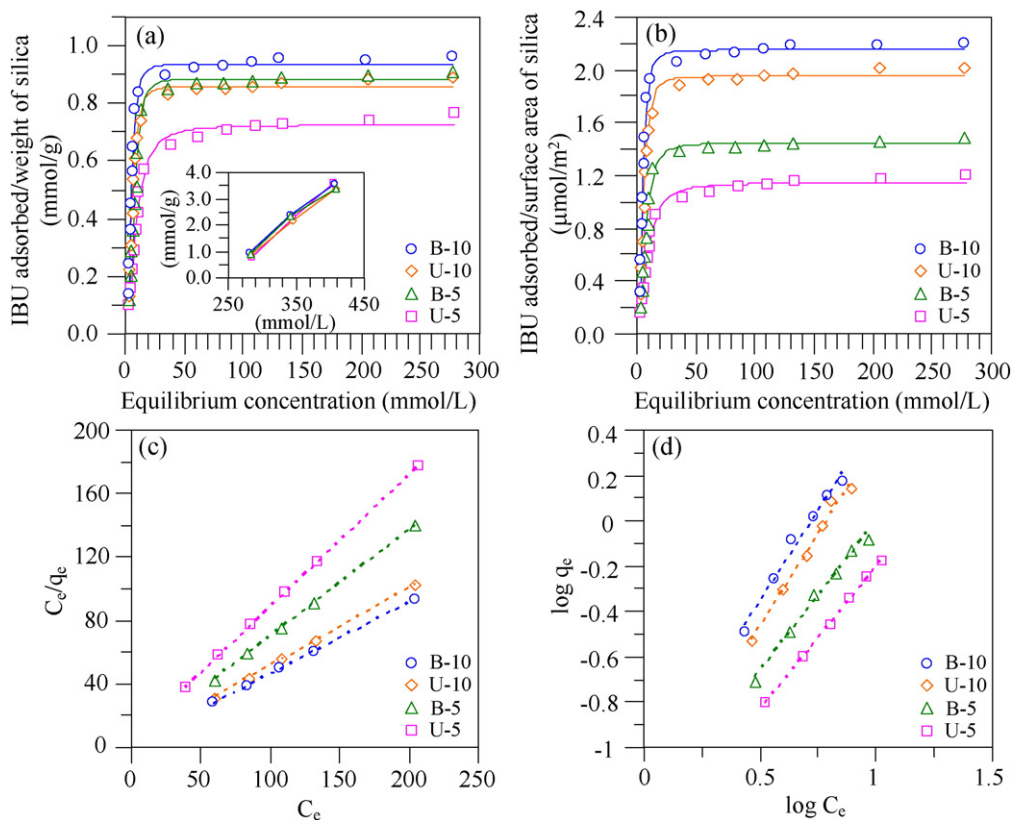 (a)
IBU adsorbed/weight of silica
(mmol/g)
1.0
0.8
0.6
0.4
0.2
0.0
0 50 100 150 200 250 300
Equilibrium concentration (mmol/L)
B-10
U-10
B-5
U-5
(mmol/g)
4.0
3.0
2.0
1.0
0.0
250 350 450
(mmol/L)
(b)
IBU adsorbed/surface area of silica
(μmol/m²)
2.4
2.0
1.6
1.2
0.8
0.4
0.0
0 50 100 150 200 250 300
Equilibrium concentration (mmol/L)
B-10
U-10
B-5
U-5
(c)
Ce/qe
200
160
120
80
40
0
0 50 100 150 200 250
Ce
B-10
U-10
B-5
U-5
(d)
log qe
0.4
0.2
0
-0.2
-0.4
-0.6
-0.8
-1
0 0.5 1 1.5
log Ce
B-10
U-10
B-5
U-5